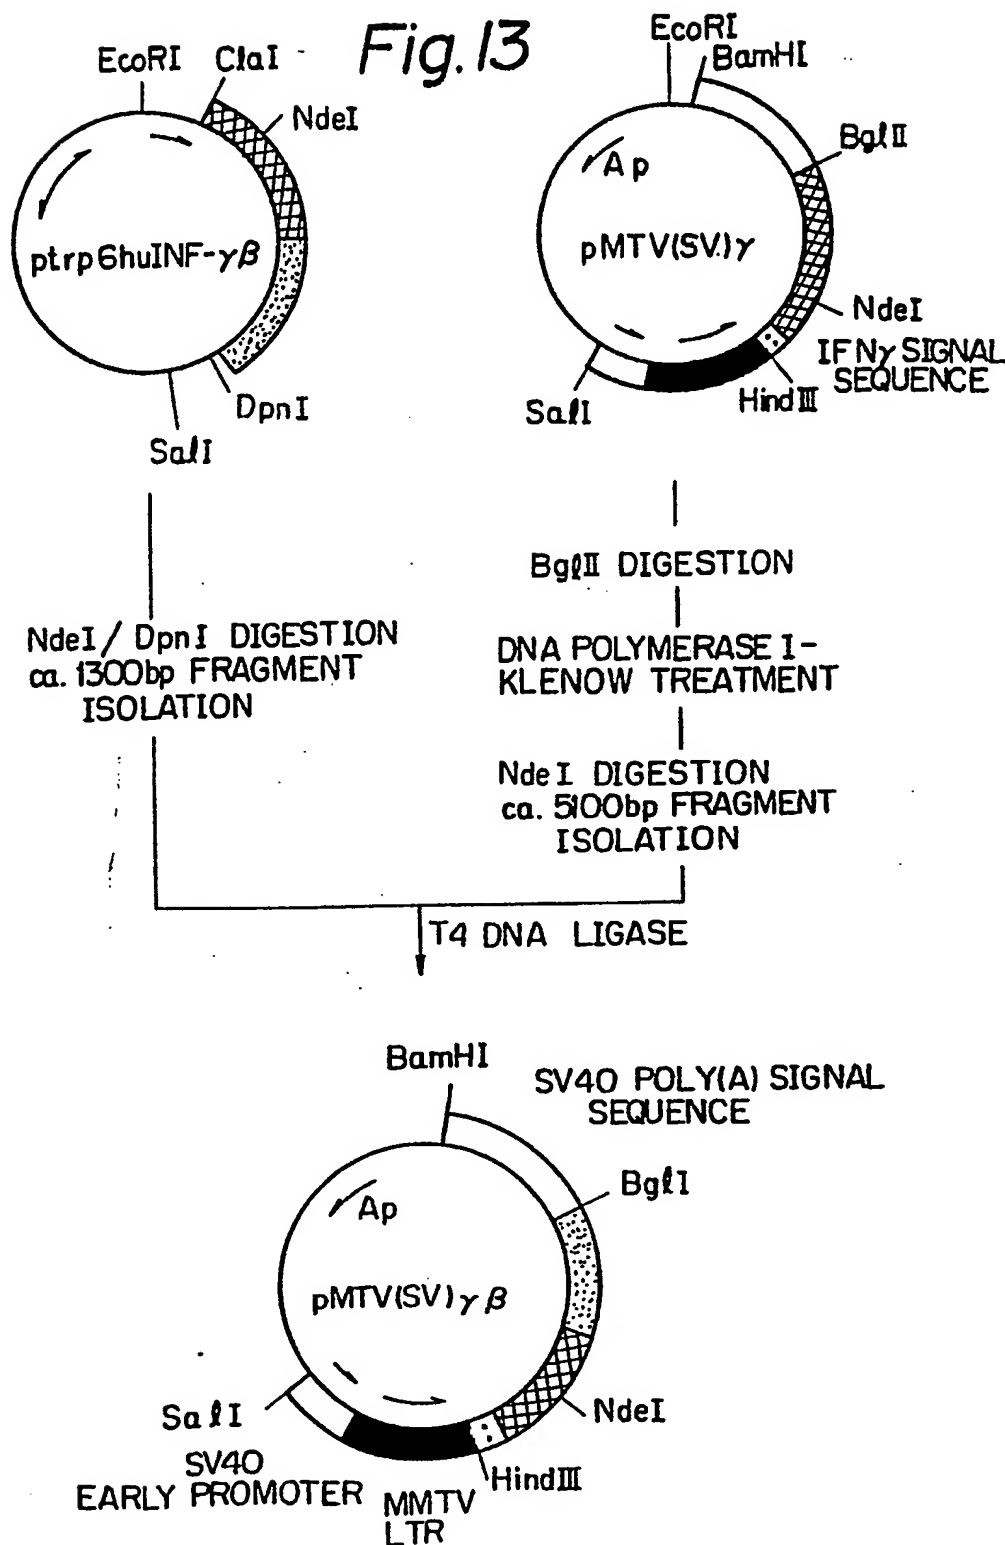 Fig. 13
EcoRI
ClaI
NdeI
ptrp6huINF-γβ
DpnI
SalI
EcoRI
BamHI
BglII
Ap
pMTV(SV.)γ
NdeI
IFNγ SIGNAL
SEQUENCE
HindIII
SalI
NdeI / DpnI DIGESTION
ca. 1300bp FRAGMENT
ISOLATION
BglII DIGESTION
DNA POLYMERASE I-
KLENOW TREATMENT
NdeI DIGESTION
ca. 5100bp FRAGMENT
ISOLATION
T4 DNA LIGASE
BamHI
SV40 POLY(A) SIGNAL
SEQUENCE
BglI
Ap
pMTV(SV)γβ
NdeI
SalI
HindIII
SV40
EARLY PROMOTER
MMTV
LTR